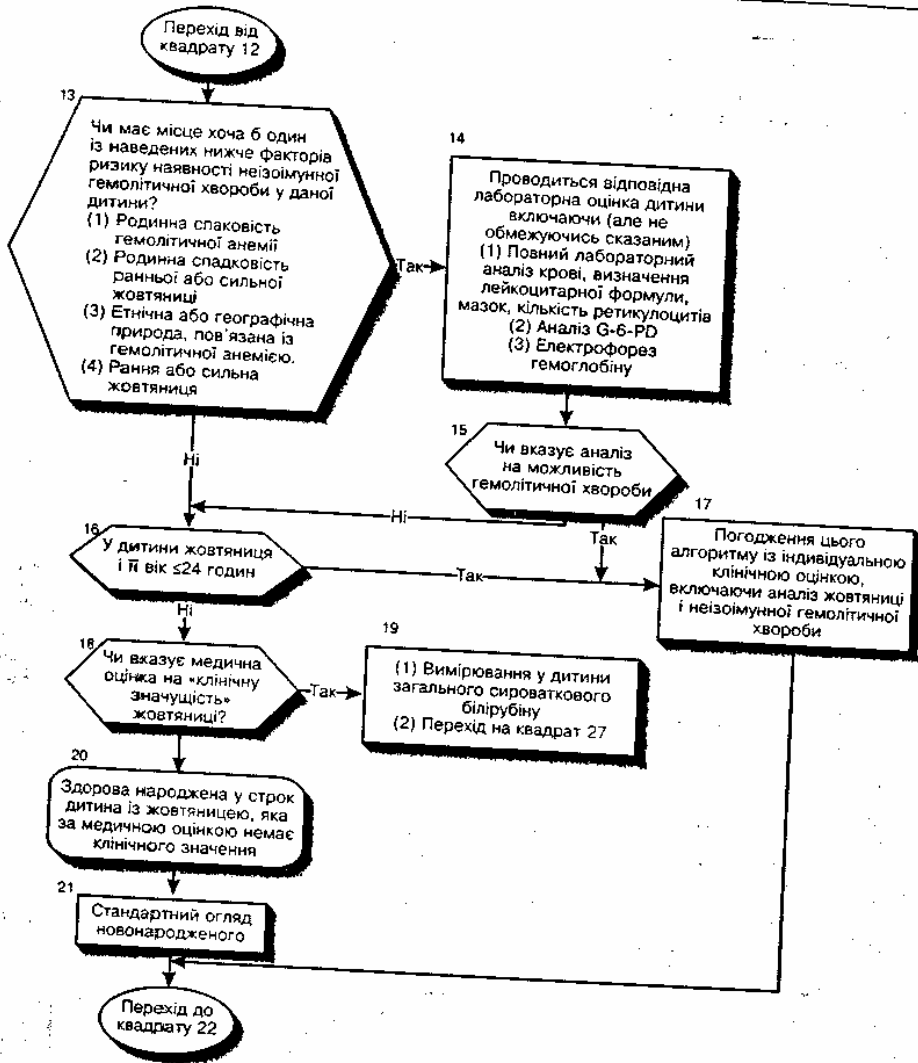 Перехід від
квадрату 12
13
Чи має місце хоча б один
із наведених нижче факторів
ризику наявності неізоімунної
гемолітичної хвороби у даної
дитини?
(1) Родинна спаковість
гемолітичної анемії
(2) Родинна спадковість
ранньої або сильної
жовтяниці
(3) Етнічна або географічна
природа, пов'язана із
гемолітичної анемією.
(4) Рання або сильна
жовтяниця
Так
14
Проводиться відповідна
лабораторна оцінка дитини
включаючи (але не
обмежуючись сказаним)
(1) Повний лабораторний
аналіз крові, визначення
лейкоцитарної формули,
мазок, кількість ретикулоцитів
(2) Аналіз G-6-PD
(3) Електрофорез
гемоглобіну
Ні
15
Чи вказує аналіз
на можливість
гемолітичної хвороби
Ні
Так
16
У дитини жовтяниця
і її вік ≤24 годин
Так
17
Погодження цього
алгоритму із індивідуальною
клінічною оцінкою,
включаючи аналіз жовтяниці
і неізоімунної гемолітичної
хвороби
Ні
18
Чи вказує медична
оцінка на «клінічну
значущість»
жовтяниці?
Так
19
(1) Вимірювання у дитини
загального сироваткового
білірубіну
(2) Перехід на квадрат 27
20
Здорова народжена у строк
дитина із жовтяницею, яка
за медичною оцінкою немає
клінічного значення
21
Стандартний огляд
новонародженого
Перехід до
квадрату 22